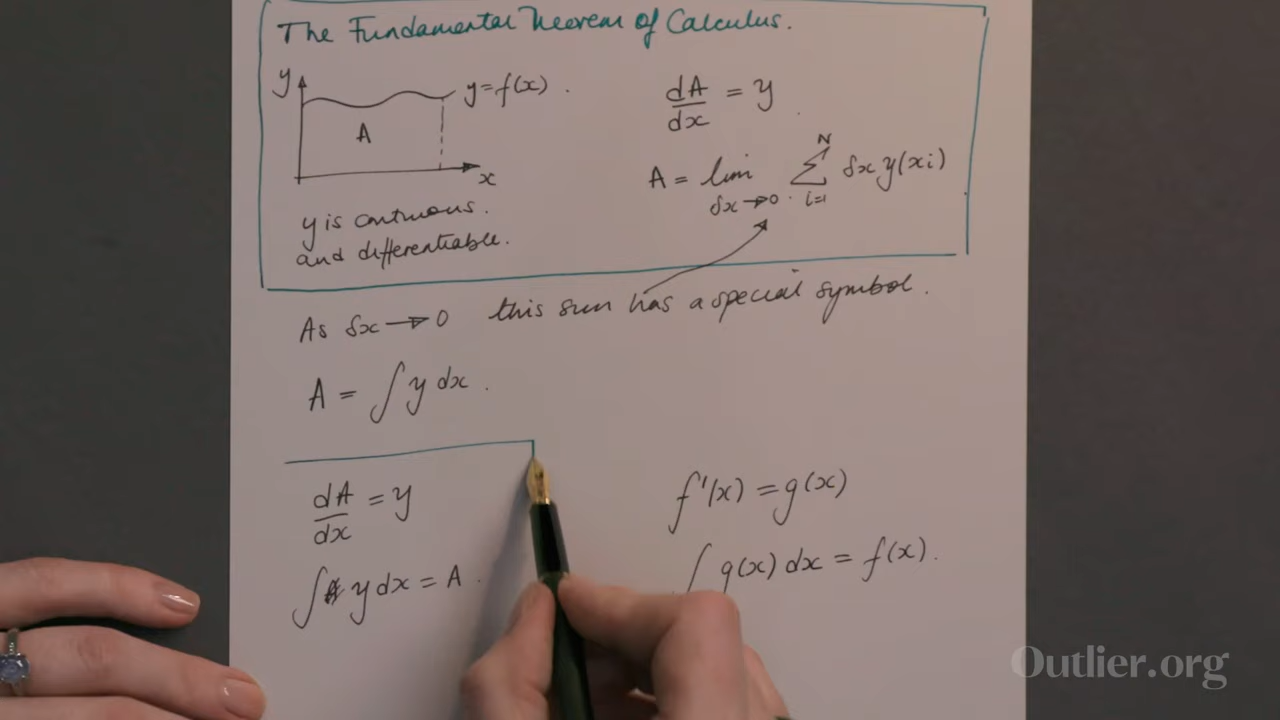 The Fundamental Theorem of Calculus.
y
y=f(x).
A
x
y is continuous.
and differentiable.
dA/dx = y
A = lim δx→0 N Σ i=1 δx y(xi)
As δx→0 this sum has a special symbol.
A = ∫ y dx.
dA/dx = y
∫ y dx = A.
f'(x) = g(x)
∫ g(x) dx = f(x).
Outlier.org